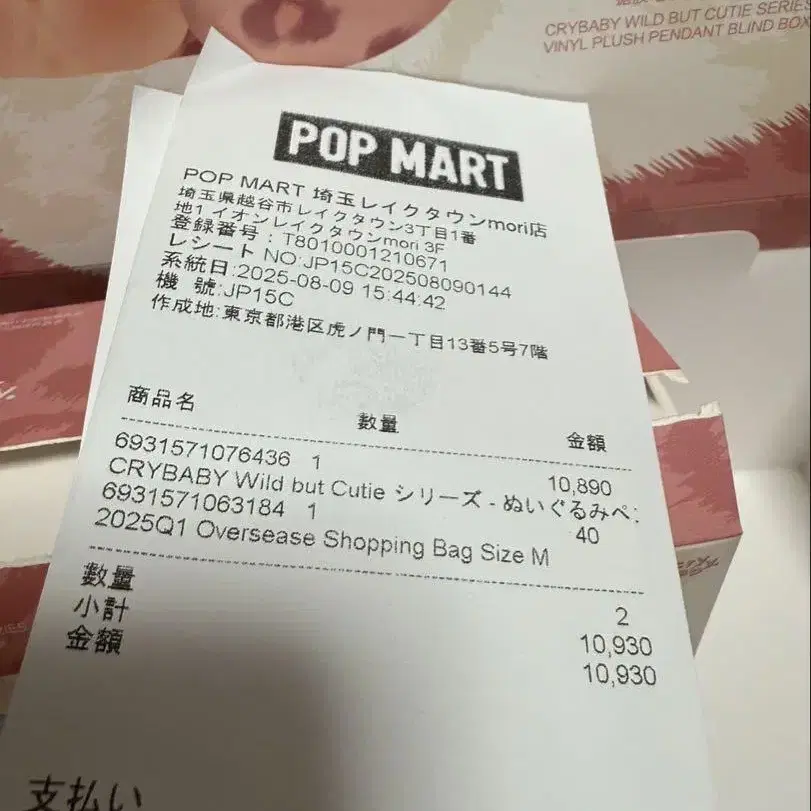 CRYBABY WILD BUT CUTIE SERIES
VINYL PLUSH PENDANT BLIND BOX
POP MART
POP MART 埼玉レイクタウンmori店
埼玉県越谷市レイクタウン3丁目1番
地1 イオンレイクタウンmori 3F
登録番号：T8010001210671
レシート NO:JP15C202508090144
系統日:2025-08-09 15:44:42
機 號:JP15C
作成地:東京都港区虎ノ門一丁目13番5号7階
商品名 数量 金額
6931571076436 1 10,890
CRYBABY Wild but Cutie シリーズ - ぬいぐるみペ:
6931571063184 1 40
2025Q1 Oversease Shopping Bag Size M
数量 2
小計 10,930
金額 10,930
支払い